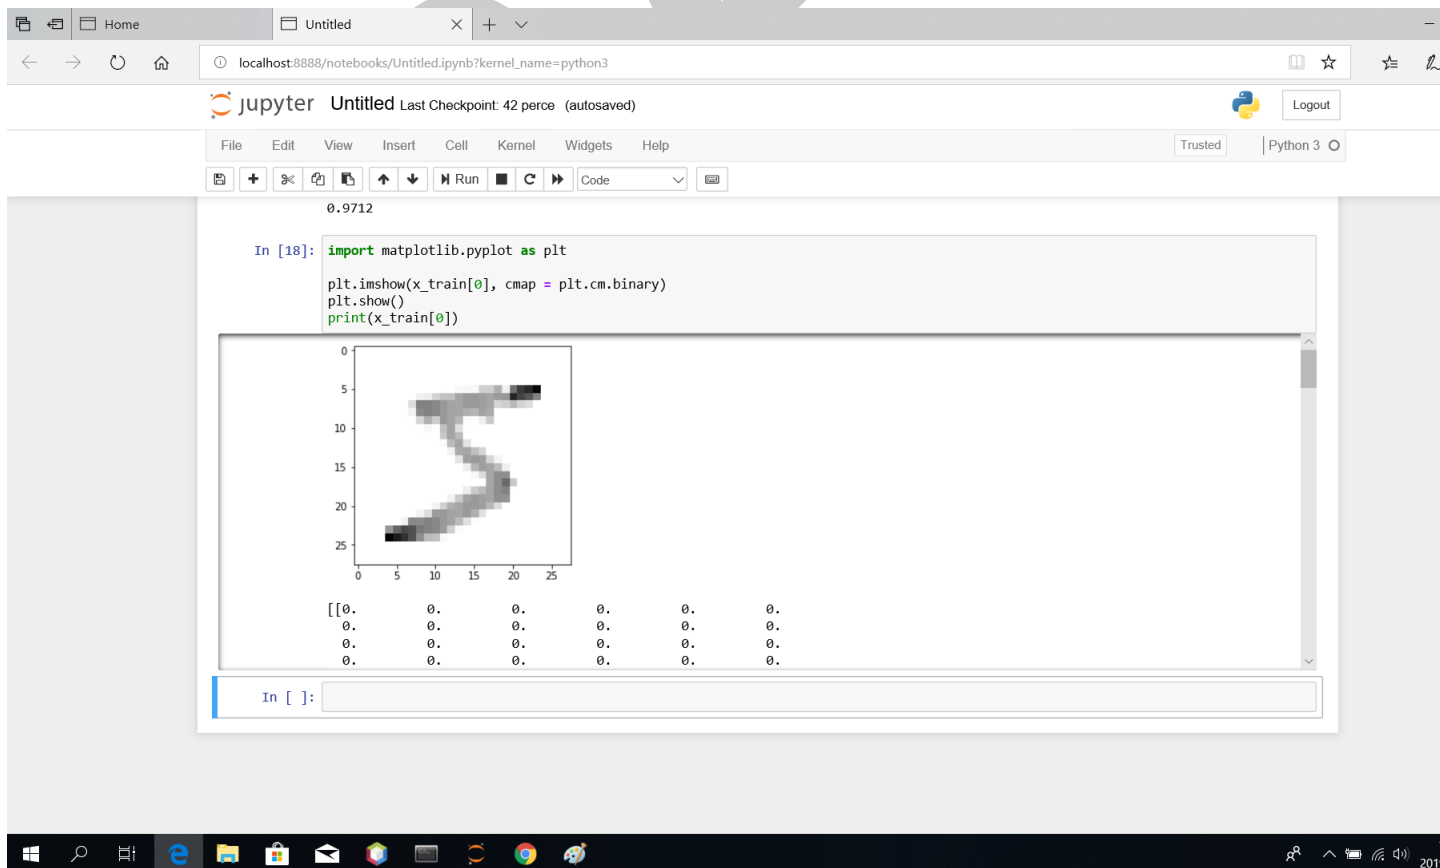 Home
Untitled
localhost:8888/notebooks/Untitled.ipynb?kernel_name=python3
jupyter Untitled Last Checkpoint: 42 perce (autosaved)
Logout
File Edit View Insert Cell Kernel Widgets Help
Trusted
Python 3
Run
Code
0.9712
In [18]: import matplotlib.pyplot as plt
plt.imshow(x_train[0], cmap = plt.cm.binary)
plt.show()
print(x_train[0])
0
5
10
15
20
25
0 5 10 15 20 25
[[0. 0. 0. 0. 0. 0.
0. 0. 0. 0. 0. 0.
0. 0. 0. 0. 0. 0.
0. 0. 0. 0. 0. 0.
In [ ]: